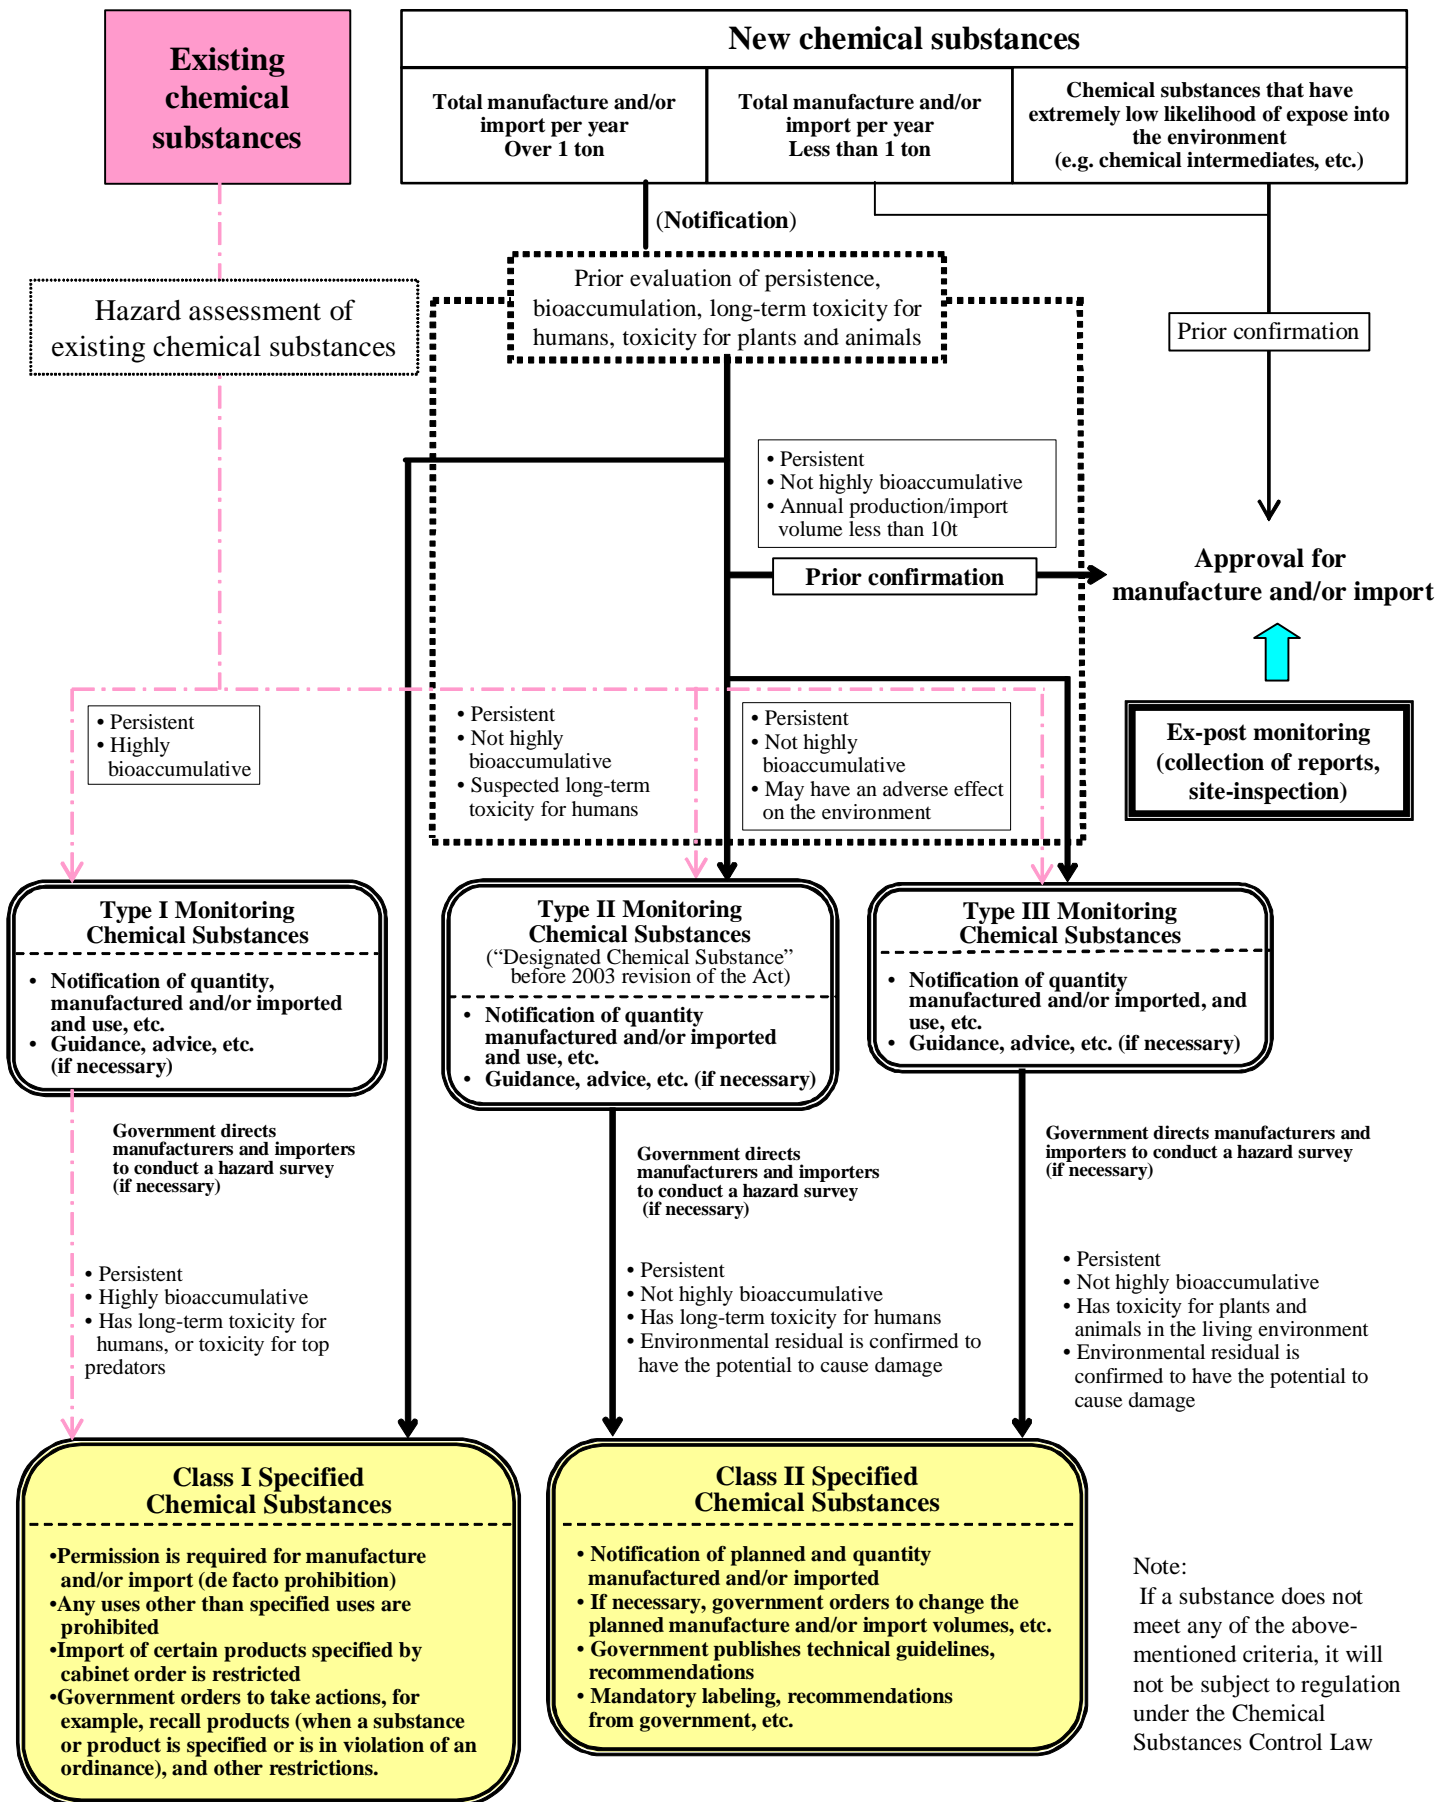 Existing
chemical
substances
New chemical substances
Total manufacture and/or
import per year
Over 1 ton
Total manufacture and/or
import per year
Less than 1 ton
Chemical substances that have
extremely low likelihood of expose into
the environment
(e.g. chemical intermediates, etc.)
(Notification)
Hazard assessment of
existing chemical substances
Prior evaluation of persistence,
bioaccumulation, long-term toxicity for
humans, toxicity for plants and animals
Prior confirmation
• Persistent
• Not highly bioaccumulative
• Annual production/import
volume less than 10t
Prior confirmation
Approval for
manufacture and/or import
Ex-post monitoring
(collection of reports,
site-inspection)
• Persistent
• Highly
bioaccumulative
• Persistent
• Not highly
bioaccumulative
• Suspected long-term
toxicity for humans
• Persistent
• Not highly
bioaccumulative
• May have an adverse effect
on the environment
Type I Monitoring
Chemical Substances
• Notification of quantity,
manufactured and/or imported
and use, etc.
• Guidance, advice, etc.
(if necessary)
Type II Monitoring
Chemical Substances
(“Designated Chemical Substance”
before 2003 revision of the Act)
• Notification of quantity
manufactured and/or imported
and use, etc.
• Guidance, advice, etc. (if necessary)
Type III Monitoring
Chemical Substances
• Notification of quantity
manufactured and/or imported, and
use, etc.
• Guidance, advice, etc. (if necessary)
Government directs
manufacturers and importers
to conduct a hazard survey
(if necessary)
Government directs
manufacturers and importers
to conduct a hazard survey
(if necessary)
Government directs manufacturers and
importers to conduct a hazard survey
(if necessary)
• Persistent
• Highly bioaccumulative
• Has long-term toxicity for
humans, or toxicity for top
predators
• Persistent
• Not highly bioaccumulative
• Has long-term toxicity for humans
• Environmental residual is confirmed to
have the potential to cause damage
• Persistent
• Not highly bioaccumulative
• Has toxicity for plants and
animals in the living environment
• Environmental residual is
confirmed to have the potential to
cause damage
Class I Specified
Chemical Substances
•Permission is required for manufacture
and/or import (de facto prohibition)
•Any uses other than specified uses are
prohibited
•Import of certain products specified by
cabinet order is restricted
•Government orders to take actions, for
example, recall products (when a substance
or product is specified or is in violation of an
ordinance), and other restrictions.
Class II Specified
Chemical Substances
• Notification of planned and quantity
manufactured and/or imported
• If necessary, government orders to change the
planned manufacture and/or import volumes, etc.
• Government publishes technical guidelines,
recommendations
• Mandatory labeling, recommendations
from government, etc.
Note:
If a substance does not
meet any of the above-
mentioned criteria, it will
not be subject to regulation
under the Chemical
Substances Control Law